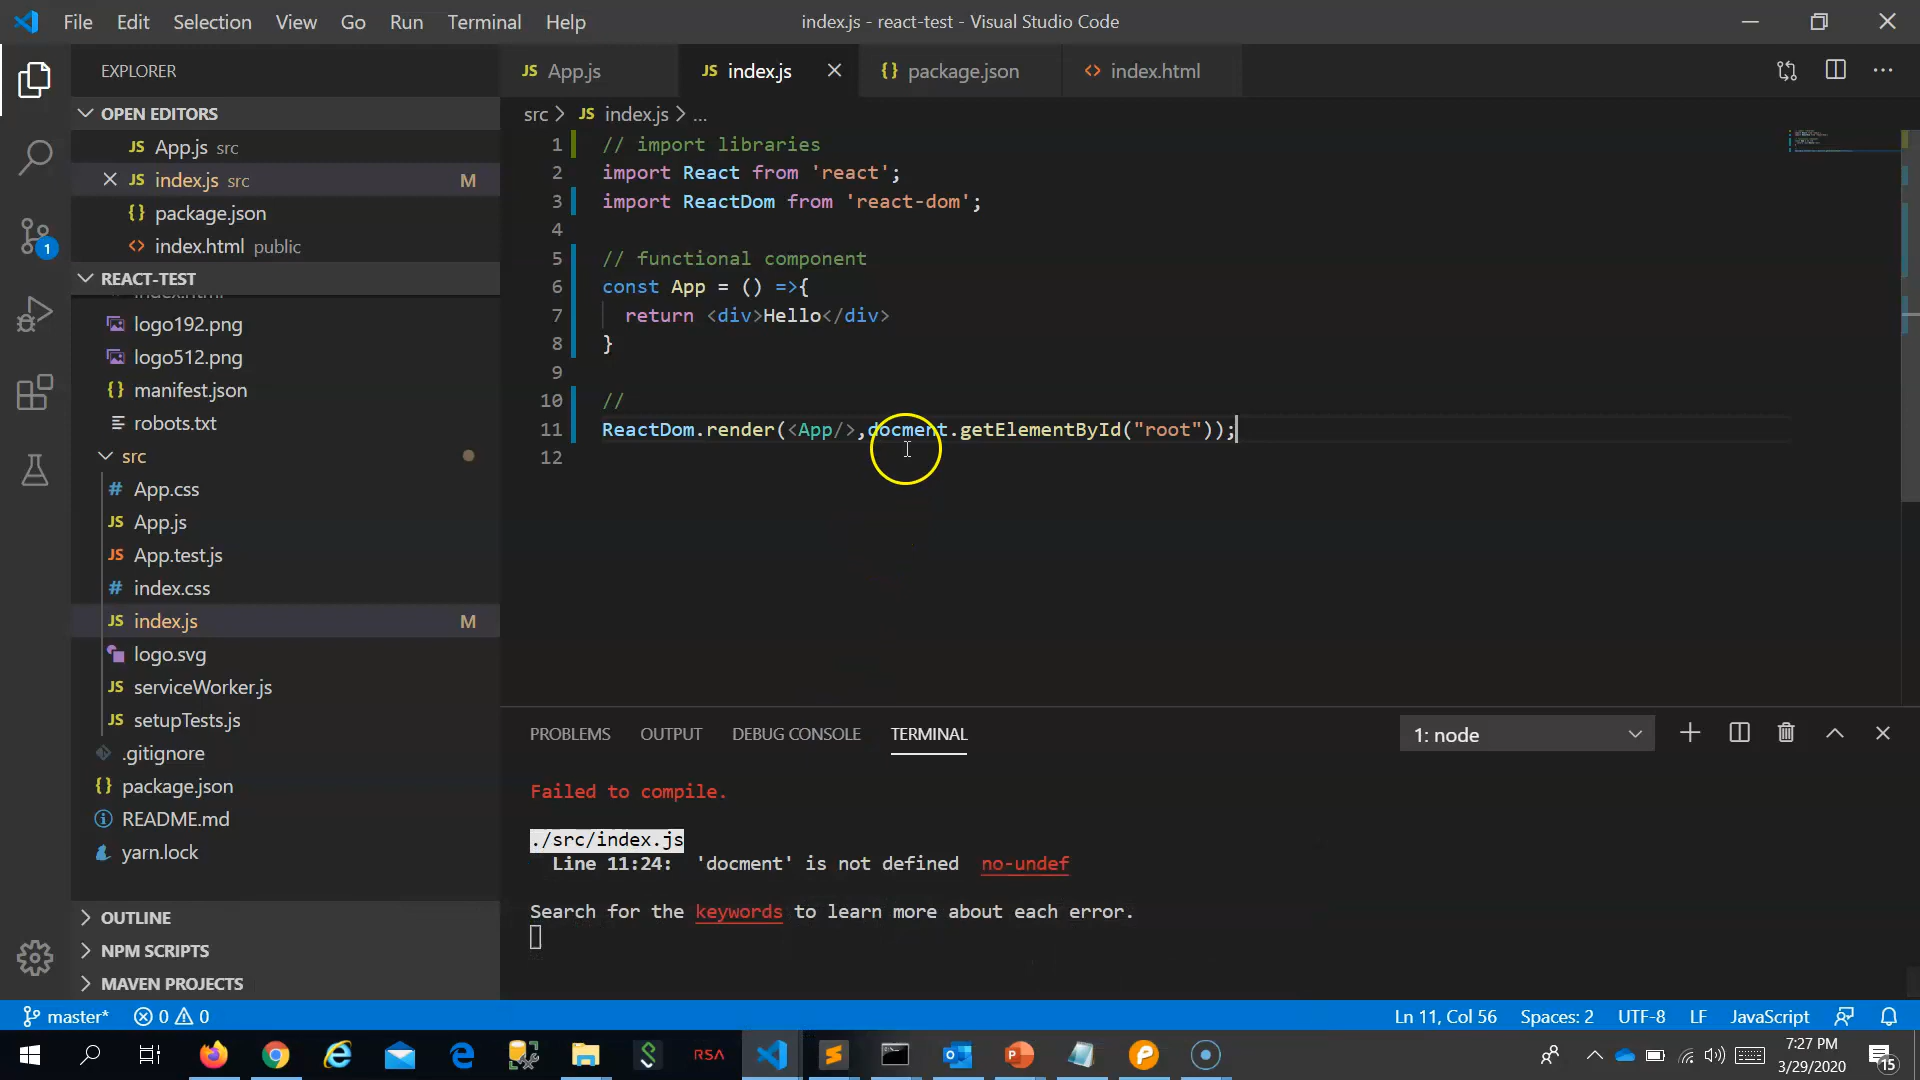 File Edit Selection View Go Run Terminal Help
index.js - react-test - Visual Studio Code
EXPLORER
OPEN EDITORS
JS App.js src
JS index.js src M
{} package.json
<> index.html public
REACT-TEST
index.html
logo192.png
logo512.png
{} manifest.json
robots.txt
src
# App.css
JS App.js
JS App.test.js
# index.css
JS index.js M
logo.svg
JS serviceWorker.js
JS setupTests.js
.gitignore
{} package.json
README.md
yarn.lock
OUTLINE
NPM SCRIPTS
MAVEN PROJECTS
1
JS App.js JS index.js {} package.json <> index.html
src > JS index.js > ...
1 // import libraries
2 import React from 'react';
3 import ReactDom from 'react-dom';
4
5 // functional component
6 const App = () =>{
7 return <div>Hello</div>
8 }
9
10 //
11 ReactDom.render(<App/>,docment.getElementById("root"));
12
PROBLEMS OUTPUT DEBUG CONSOLE TERMINAL 1: node
Failed to compile.
./src/index.js
Line 11:24: 'docment' is not defined no-undef
Search for the keywords to learn more about each error.
master* 0 0 Ln 11, Col 56 Spaces: 2 UTF-8 LF JavaScript
RSA
7:27 PM
3/29/2020
15